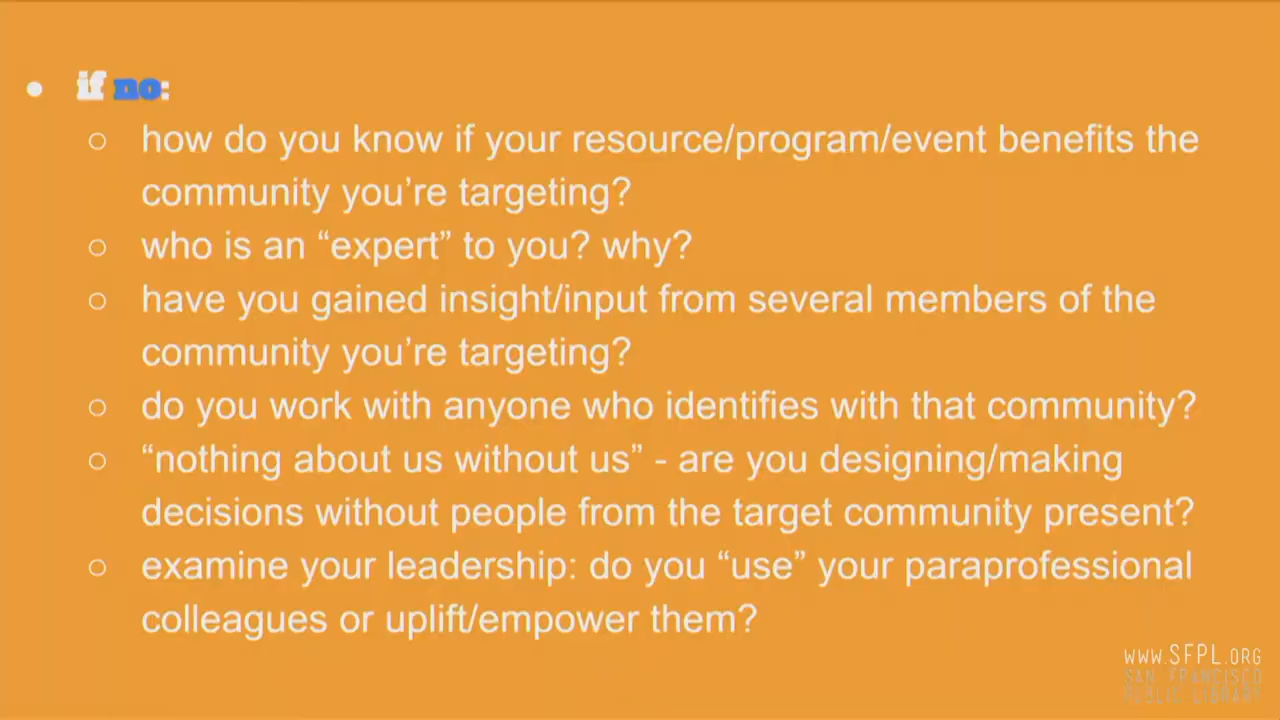 ● if no:
○ how do you know if your resource/program/event benefits the
community you're targeting?
○ who is an “expert” to you? why?
○ have you gained insight/input from several members of the
community you're targeting?
○ do you work with anyone who identifies with that community?
○ “nothing about us without us” - are you designing/making
decisions without people from the target community present?
○ examine your leadership: do you “use” your paraprofessional
colleagues or uplift/empower them?
www.SFPL.org
San Francisco
Public Library